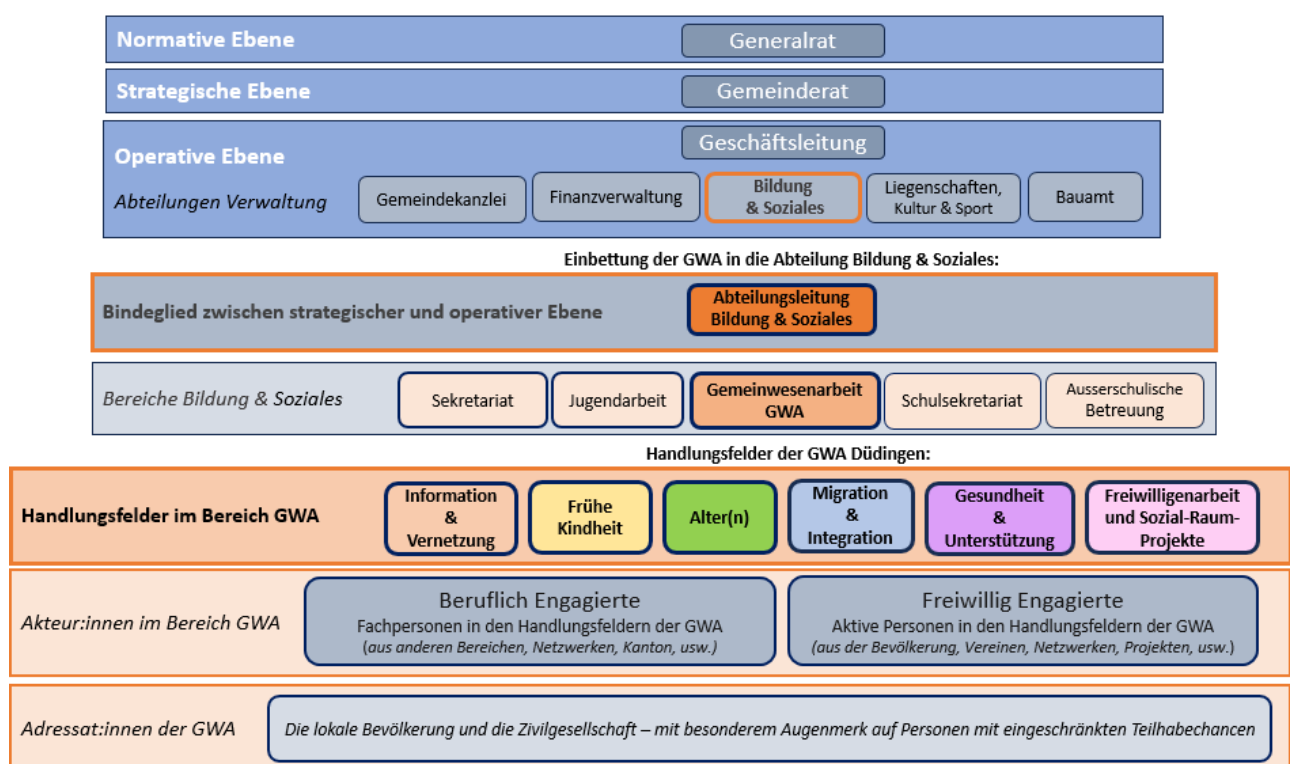 Normative Ebene
Generalrat
Strategische Ebene
Gemeinderat
Geschäftsleitung
Operative Ebene
Abteilungen Verwaltung
Gemeindekanzlei
Finanzverwaltung
Bildung
& Soziales
Liegenschaften,
Kultur & Sport
Bauamt
Einbettung der GWA in die Abteilung Bildung & Soziales:
Bindeglied zwischen strategischer und operativer Ebene
Abteilungsleitung
Bildung & Soziales
Bereiche Bildung & Soziales
Sekretariat
Jugendarbeit
Gemeinwesenarbeit
GWA
Schulsekretariat
Ausserschulische
Betreuung
Handlungsfelder der GWA Düdingen:
Handlungsfelder im Bereich GWA
Information
&
Vernetzung
Frühe
Kindheit
Alter(n)
Migration
&
Integration
Gesundheit
&
Unterstützung
Freiwilligenarbeit
und Sozial-Raum-
Projekte
Akteur:innen im Bereich GWA
Beruflich Engagierte
Fachpersonen in den Handlungsfeldern der GWA
(aus anderen Bereichen, Netzwerken, Kanton, usw.)
Freiwillig Engagierte
Aktive Personen in den Handlungsfeldern der GWA
(aus der Bevölkerung, Vereinen, Netzwerken, Projekten, usw.)
Adressat:innen der GWA
Die lokale Bevölkerung und die Zivilgesellschaft – mit besonderem Augenmerk auf Personen mit eingeschränkten Teilhabechancen